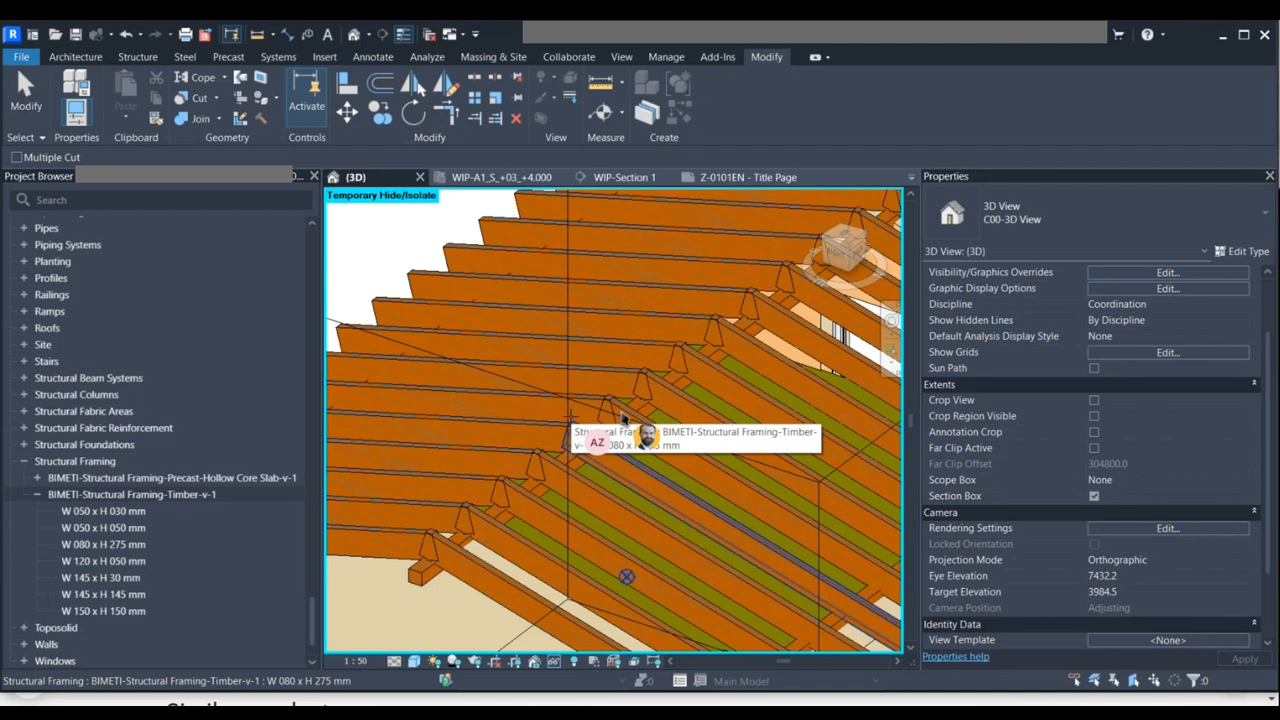 File Architecture Structure Steel Precast Systems Insert Annotate Analyze Massing & Site Collaborate View Manage Add-Ins Modify
Modify
Properties
Paste
Cope
Cut
Join
Activate
Select Properties Clipboard Geometry Controls Modify View Measure Create
Multiple Cut
Project Browser
(3D) WIP-A1_S_+03_+4.000 WIP-Section 1 Z-0101EN - Title Page
Search
Pipes
Piping Systems
Planting
Profiles
Railings
Ramps
Roofs
Site
Stairs
Structural Beam Systems
Structural Columns
Structural Fabric Areas
Structural Fabric Reinforcement
Structural Foundations
Structural Framing
BIMETI-Structural Framing-Precast-Hollow Core Slab-v-1
BIMETI-Structural Framing-Timber-v-1
W 050 x H 030 mm
W 050 x H 050 mm
W 080 x H 275 mm
W 120 x H 050 mm
W 145 x H 30 mm
W 145 x H 145 mm
W 150 x H 150 mm
Toposolid
Walls
Windows
Temporary Hide/Isolate
BIMETI-Structural Framing-Timber-
AZ
1 : 50
Properties
3D View
C00-3D View
3D View: {3D} Edit Type
Visibility/Graphics Overrides Edit...
Graphic Display Options Edit...
Discipline Coordination
Show Hidden Lines By Discipline
Default Analysis Display Style None
Show Grids Edit...
Sun Path
Extents
Crop View
Crop Region Visible
Annotation Crop
Far Clip Active
Far Clip Offset 304800.0
Scope Box None
Section Box
Camera
Rendering Settings Edit...
Locked Orientation
Projection Mode Orthographic
Eye Elevation 7432.2
Target Elevation 3984.5
Camera Position Adjusting
Identity Data
View Template <None>
Properties help Apply
Structural Framing : BIMETI-Structural Framing-Timber-v-1 : W 080 x H 275 mm :0 Main Model :0